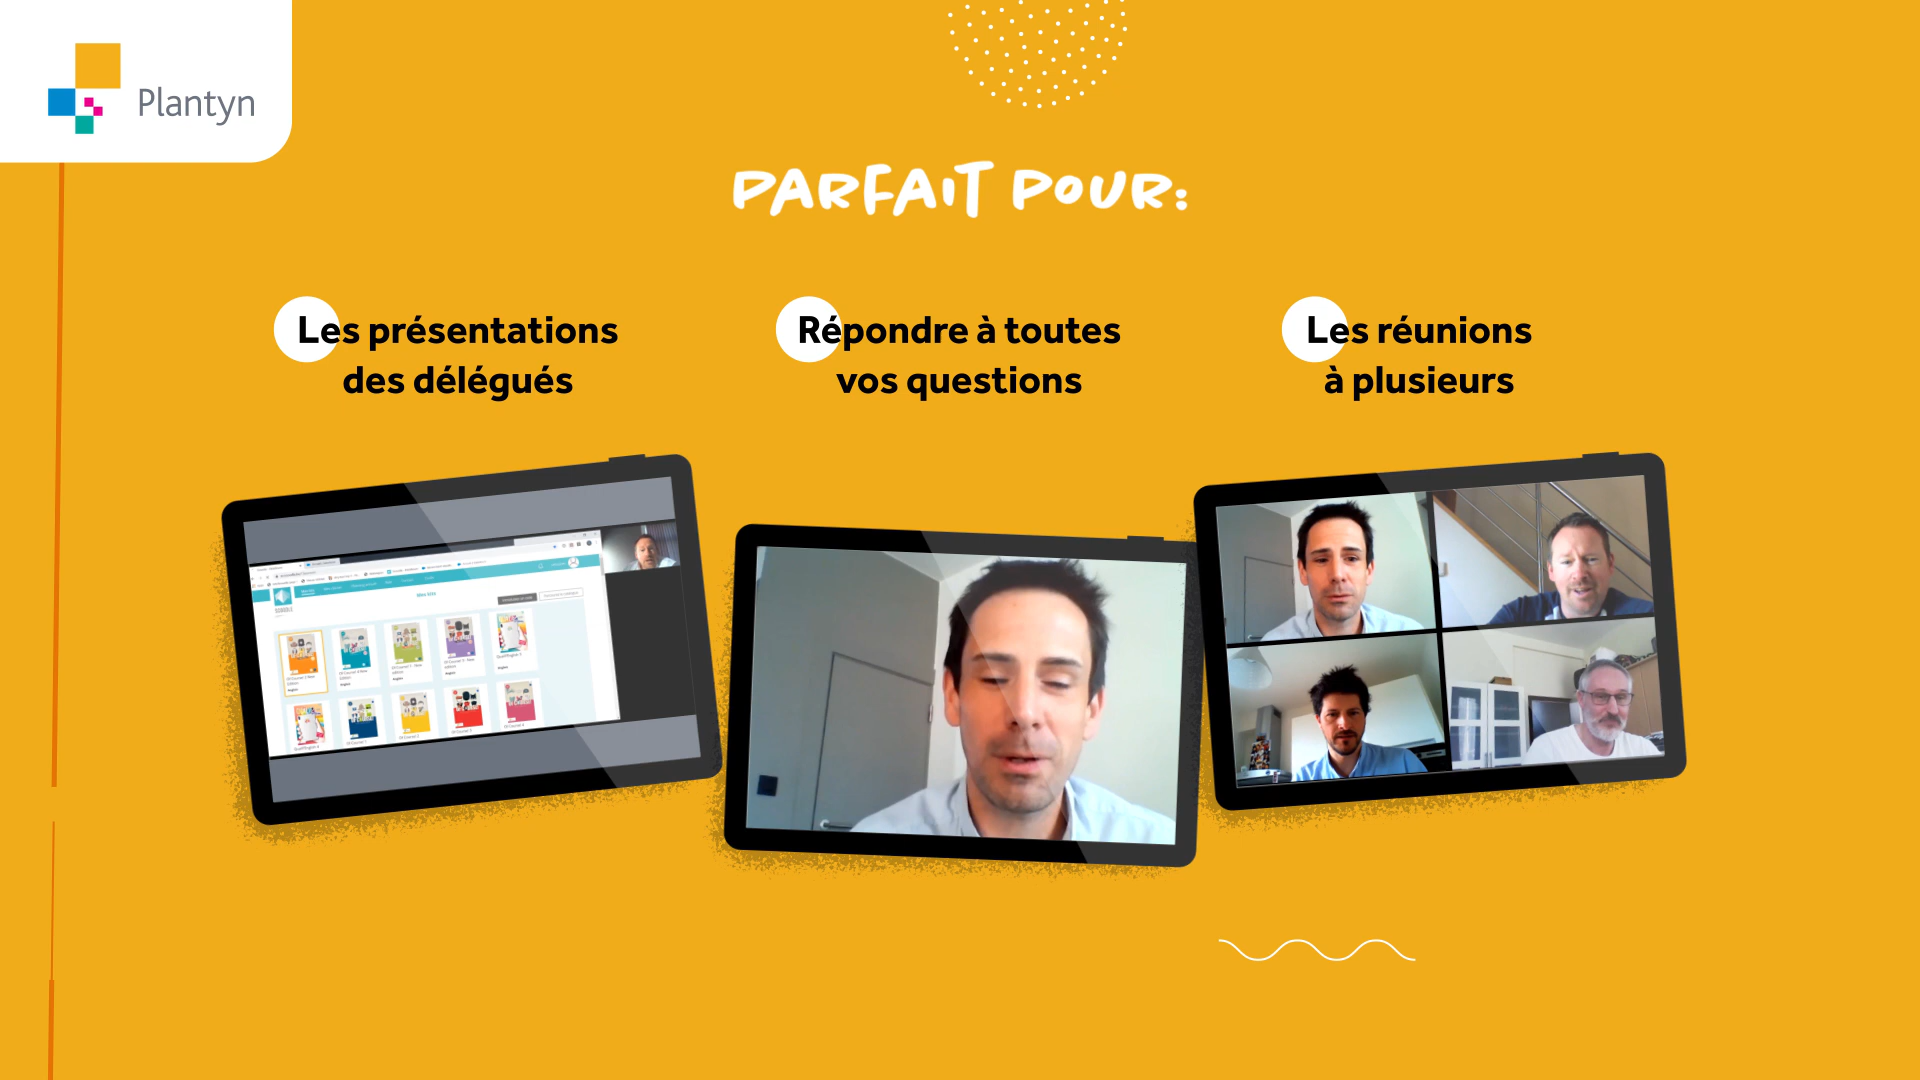 Plantyn
PARFAIT POUR:
Les présentations
des délégués
Répondre à toutes
vos questions
Les réunions
à plusieurs